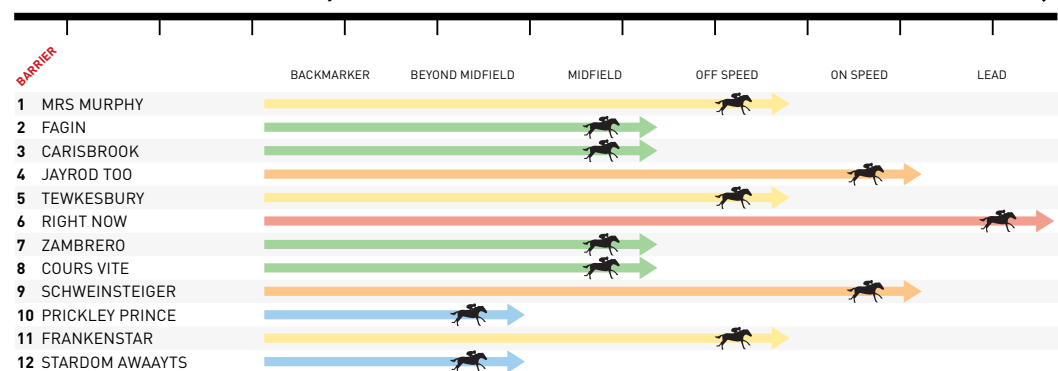 BARRIER
BACKMARKER BEYOND MIDFIELD MIDFIELD OFF SPEED ON SPEED LEAD
1 MRS MURPHY
2 FAGIN
3 CARISBROOK
4 JAYROD TOO
5 TEWKESBURY
6 RIGHT NOW
7 ZAMBRERO
8 COURS VITE
9 SCHWEINSTEIGER
10 PRICKLEY PRINCE
11 FRANKENSTAR
12 STARDOM AWAAYTS